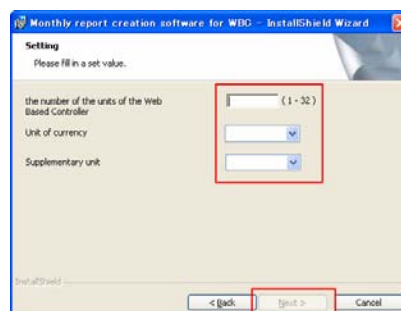 Monthly report creation software for WBC - InstallShield Wizard
Setting
Please fill in a set value.
the number of the units of the Web
Based Controller
(1 - 32)
Unit of currency
Supplementary unit
InstallShield
< Back
Next >
Cancel